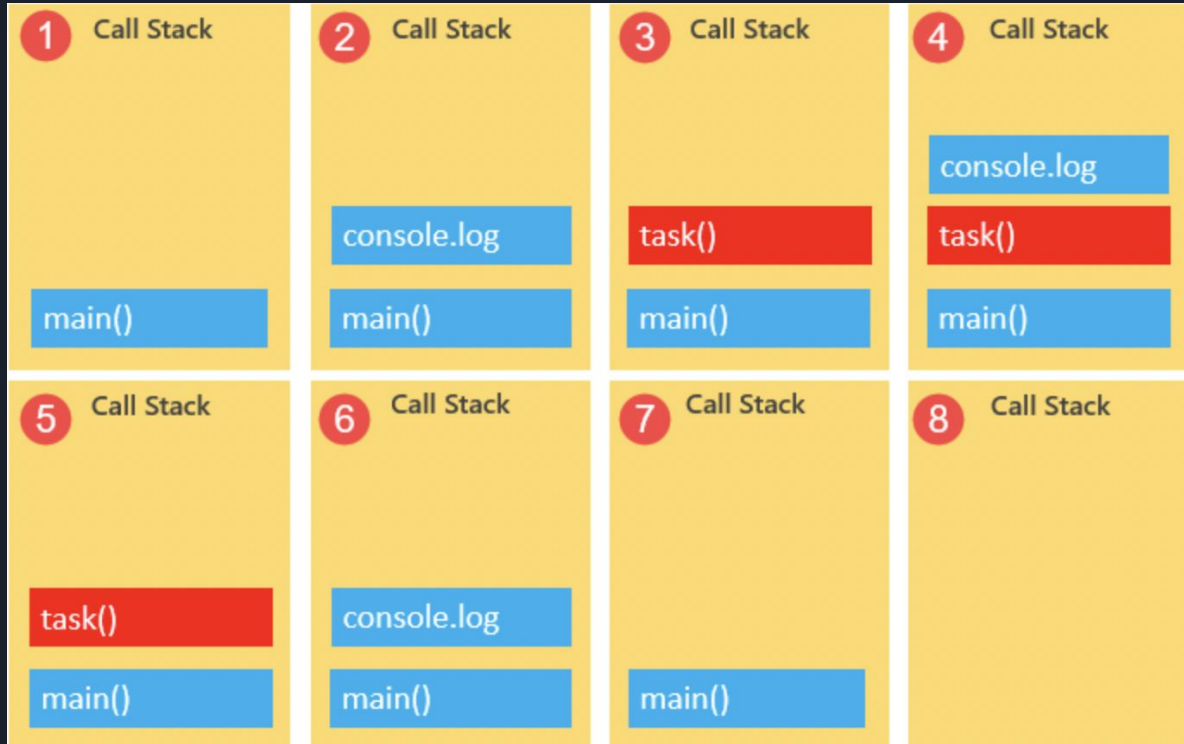 1 Call Stack
main()
2 Call Stack
console.log
main()
3 Call Stack
task()
main()
4 Call Stack
console.log
task()
main()
5 Call Stack
task()
main()
6 Call Stack
console.log
main()
7 Call Stack
main()
8 Call Stack